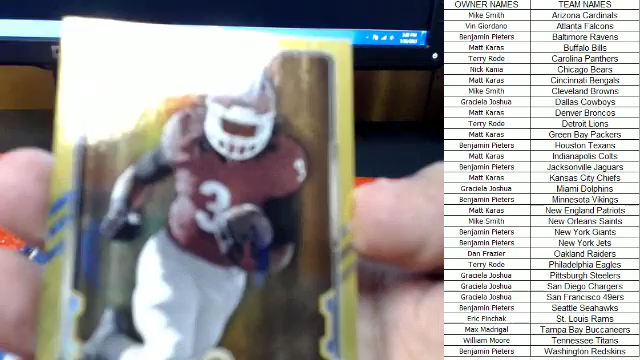 OWNER NAMES TEAM NAMES
Mike Smith Arizona Cardinals
Vin Giordano Atlanta Falcons
Benjamin Pieters Baltimore Ravens
Matt Karas Buffalo Bills
Terry Rode Carolina Panthers
Nick Kania Chicago Bears
Matt Karas Cincinnati Bengals
Mike Smith Cleveland Browns
Graciela Joshua Dallas Cowboys
Matt Karas Denver Broncos
Terry Rode Detroit Lions
Matt Karas Green Bay Packers
Benjamin Pieters Houston Texans
Matt Karas Indianapolis Colts
Benjamin Pieters Jacksonville Jaguars
Matt Karas Kansas City Chiefs
Graciela Joshua Miami Dolphins
Benjamin Pieters Minnesota Vikings
Matt Karas New England Patriots
Mike Smith New Orleans Saints
Benjamin Pieters New York Giants
Benjamin Pieters New York Jets
Dan Frazier Oakland Raiders
Terry Rode Philadelphia Eagles
Graciela Joshua Pittsburgh Steelers
Graciela Joshua San Diego Chargers
Graciela Joshua San Francisco 49ers
Benjamin Pieters Seattle Seahawks
Eric Finchak St. Louis Rams
Max Madrigal Tampa Bay Buccaneers
William Moore Tennessee Titans
Benjamin Pieters Washington Redskins
3
3